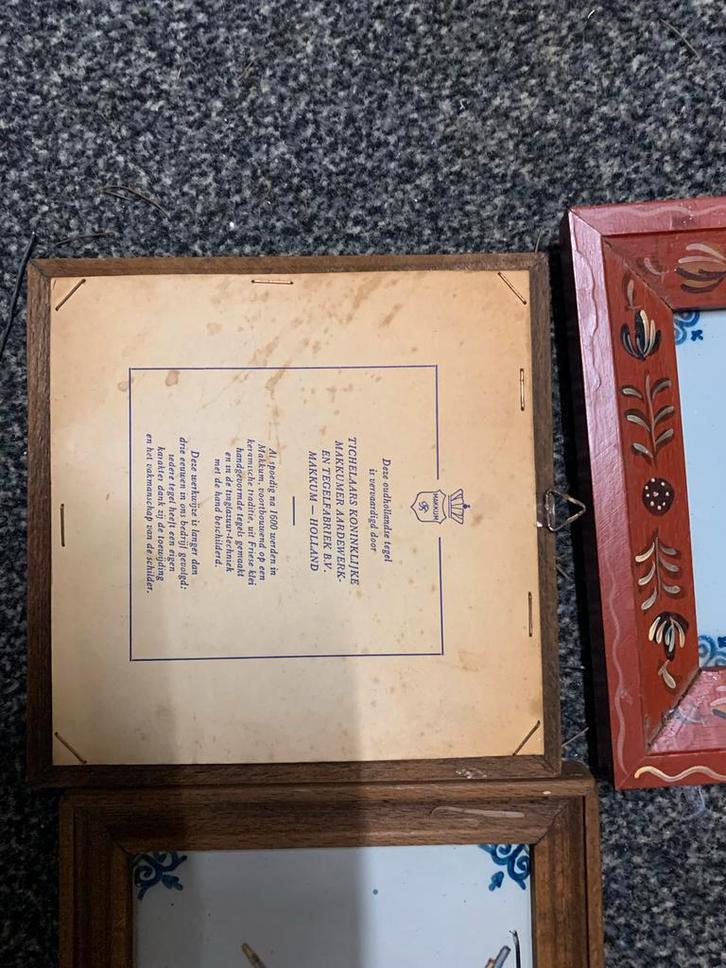 MAKKUM
Deze oudhollandse tegel
is vervaardigd door
TICHELAARS KONINKLIJKE
MAKKUMER AARDEWERK-
EN TEGELFABRIEK B.V.
MAKKUM — HOLLAND
Al spoedig na 1600 werden in
Makkum, voortbouwend op een
keramische traditie, uit Friese klei
handgevormde tegels gemaakt
en in de tinglazuur-techniek
met de hand beschilderd.
Deze werkwijze is langer dan
drie eeuwen in ons bedrijf gevolgd:
iedere tegel heeft een eigen
karakter dank zij de toewijding
en het vakmanschap van de schilder.